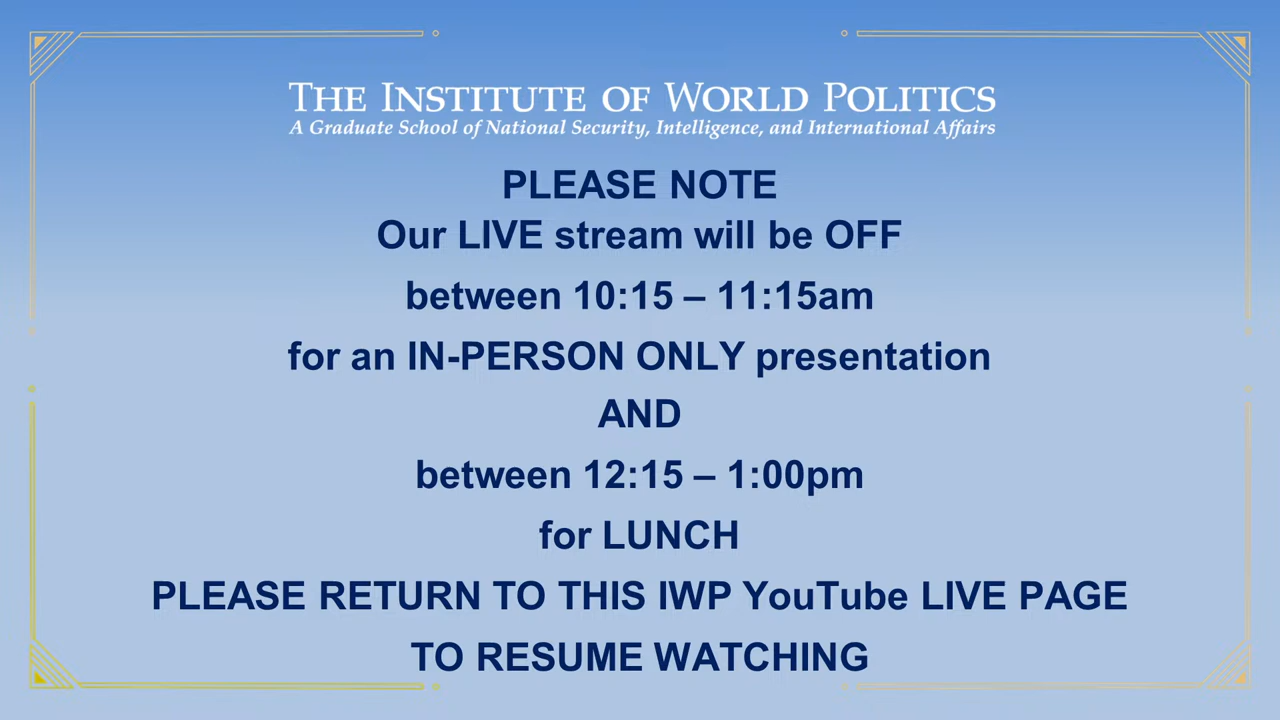 THE INSTITUTE OF WORLD POLITICS
A Graduate School of National Security, Intelligence, and International Affairs
PLEASE NOTE
Our LIVE stream will be OFF
between 10:15 – 11:15am
for an IN-PERSON ONLY presentation
AND
between 12:15 – 1:00pm
for LUNCH
PLEASE RETURN TO THIS IWP YouTube LIVE PAGE
TO RESUME WATCHING